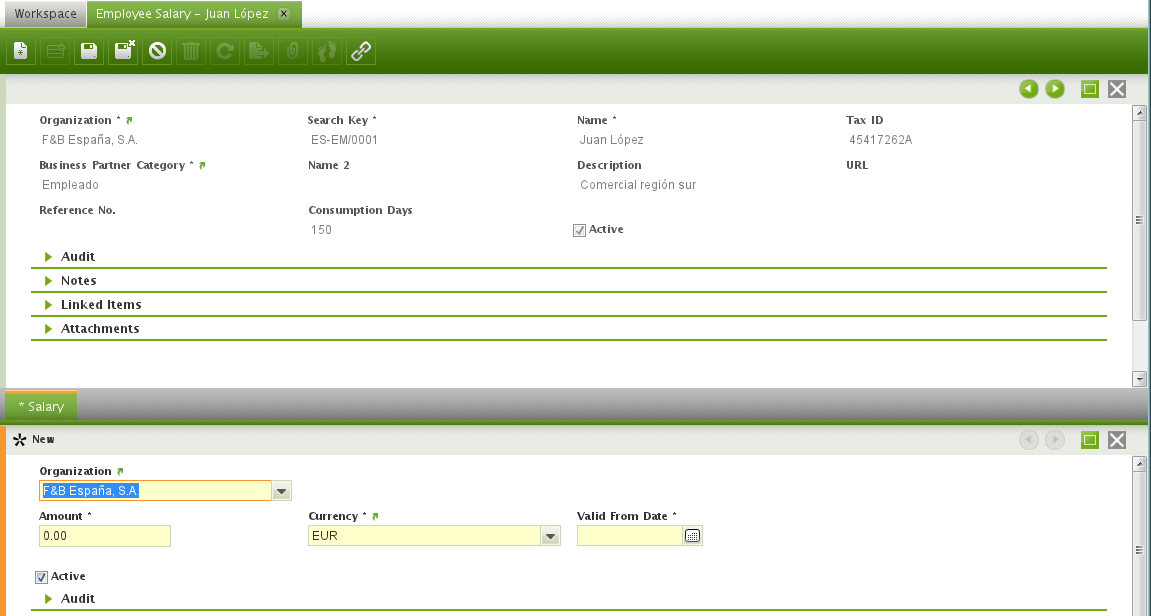 Workspace Employee Salary - Juan López
Organization * Search Key * Name * Tax ID
F&B España, S.A. ES-EM/0001 Juan López 45417262A
Business Partner Category * Name 2 Description URL
Empleado Comercial región sur
Reference No. Consumption Days
150 Active
Audit
Notes
Linked Items
Attachments
* Salary
New
Organization
F&B España, S.A.
Amount * Currency * Valid From Date *
0.00 EUR
Active
Audit